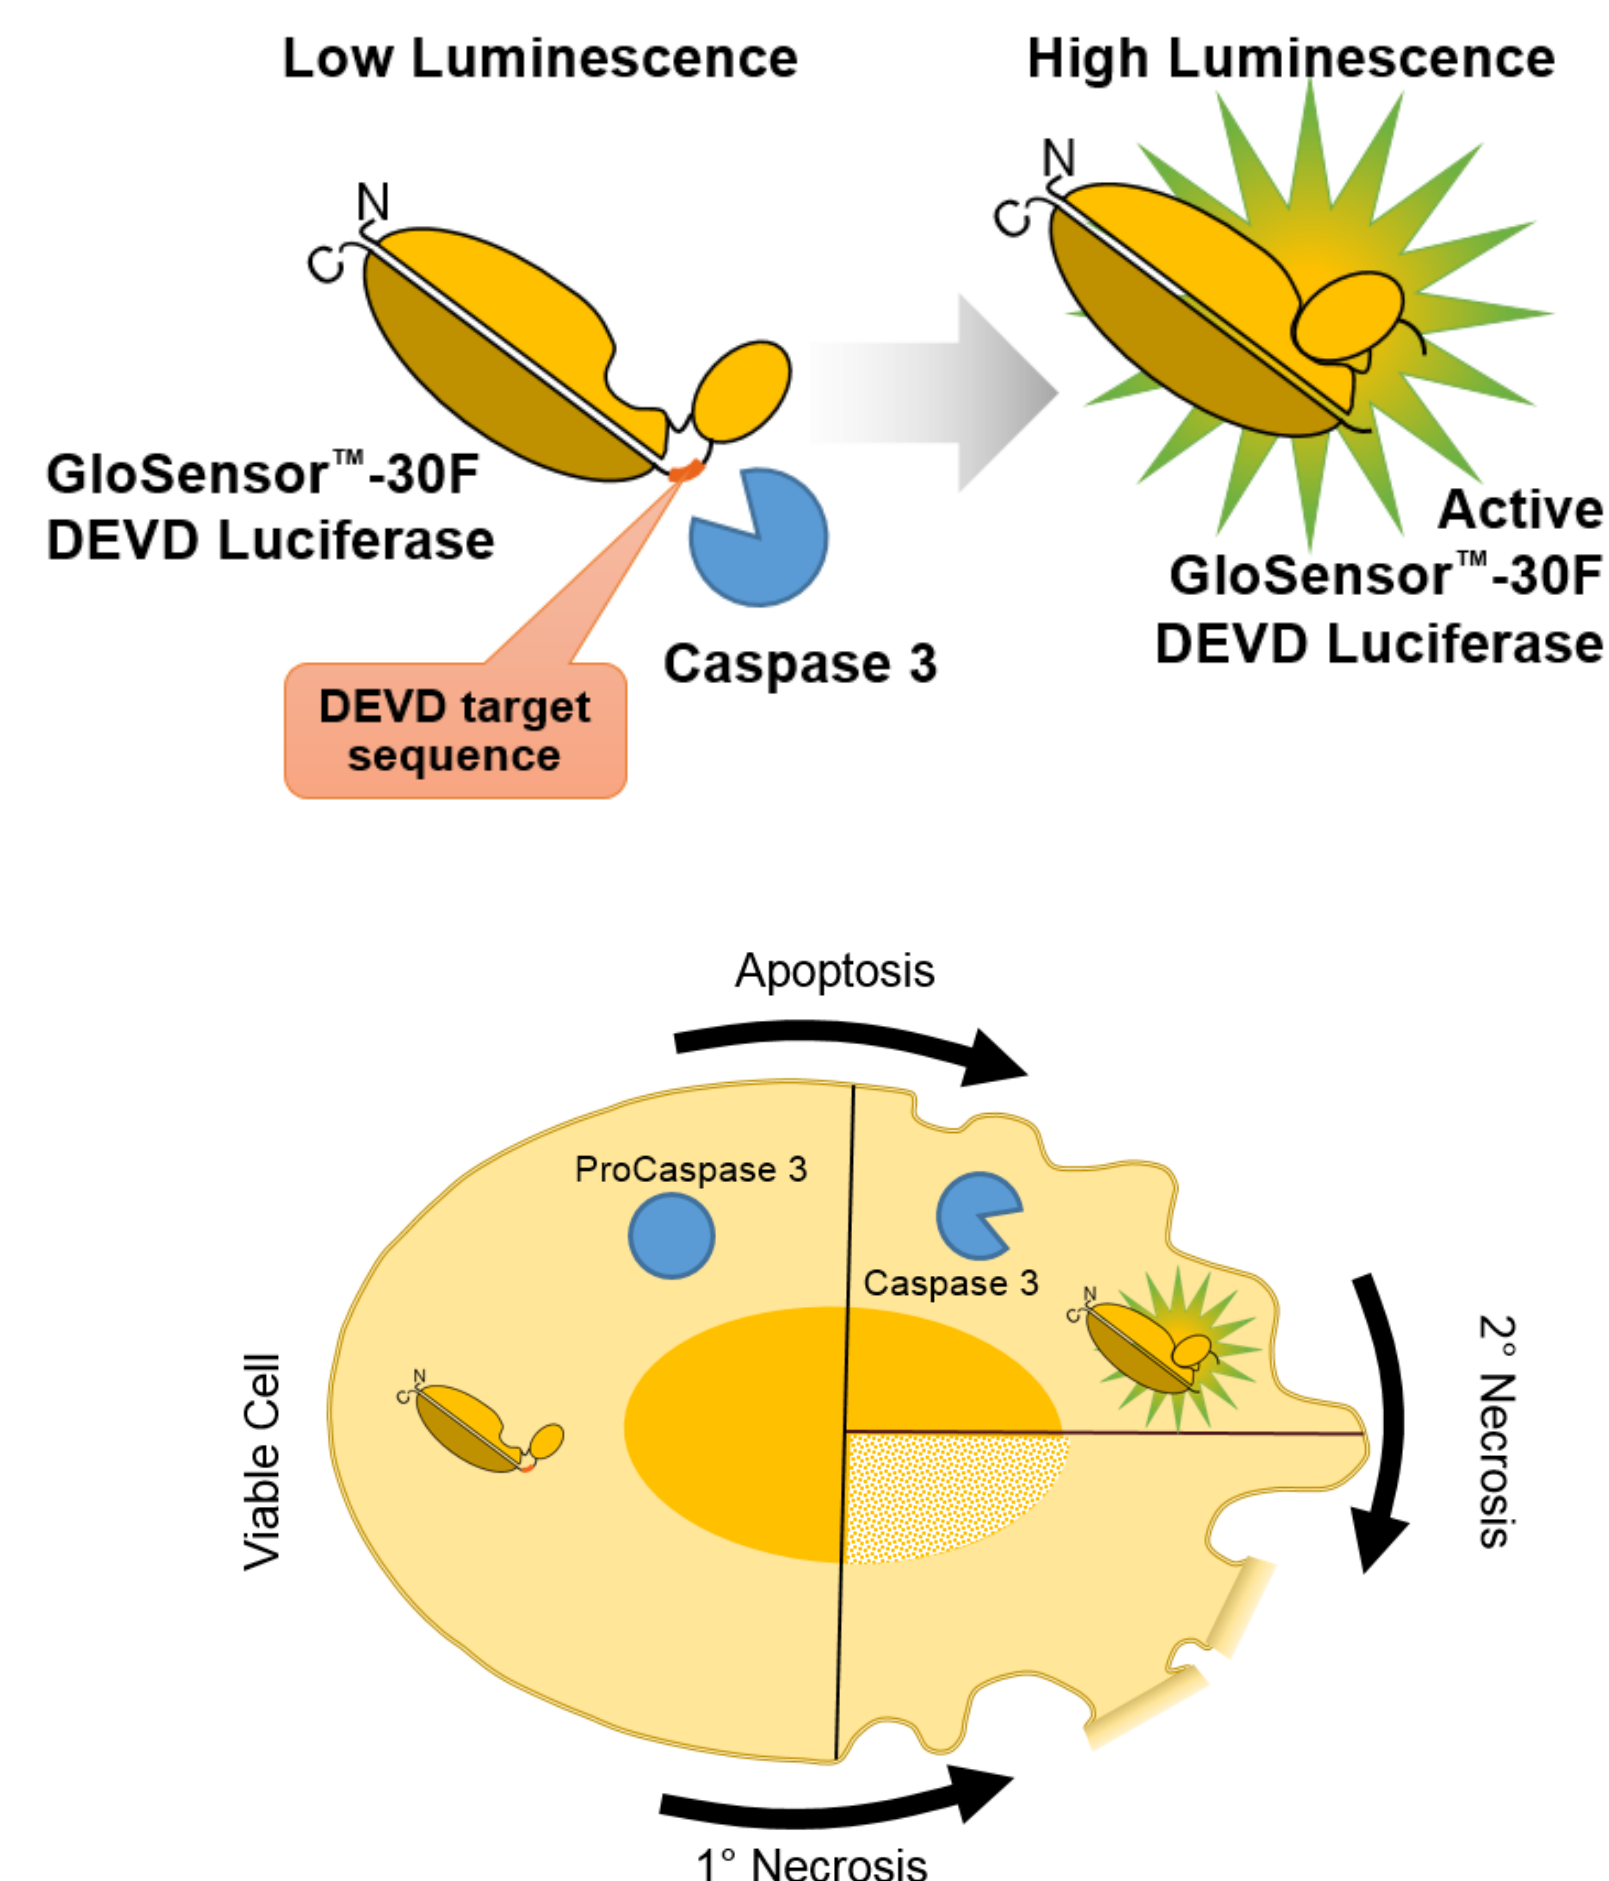 Low Luminescence
High Luminescence
N
C
N
C
GloSensor™-30F
DEVD Luciferase
Active
GloSensor™-30F
DEVD Luciferase
Caspase 3
DEVD target
sequence
Apoptosis
ProCaspase 3
Caspase 3
N
C
N
C
Viable Cell
2° Necrosis
1° Necrosis